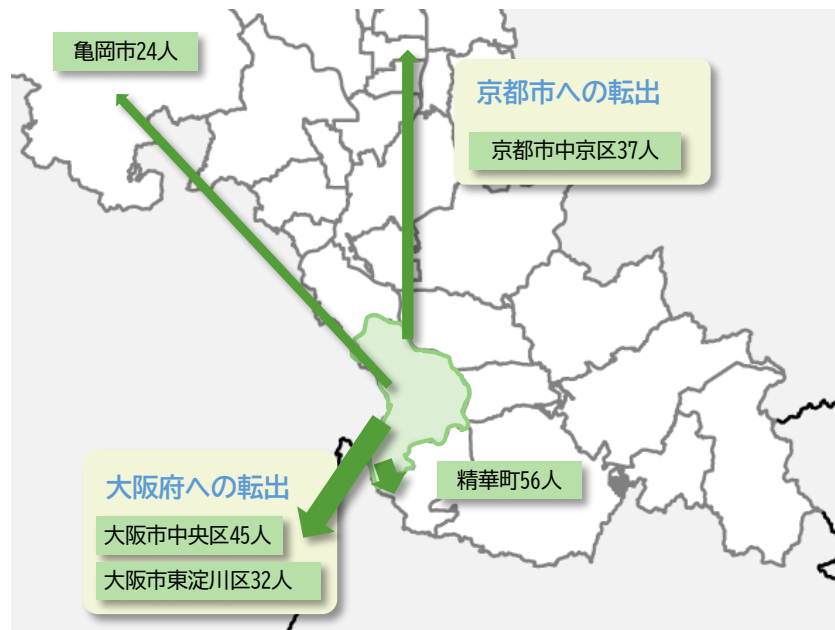 亀岡市24人
京都市への転出
京都市中京区37人
精華町56人
大阪府への転出
大阪市中央区45人
大阪市東淀川区32人